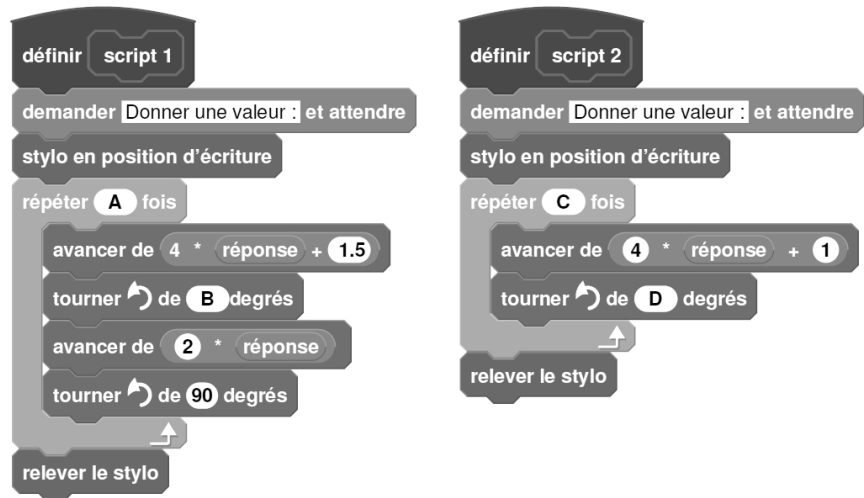 définir script 1
demander Donner une valeur : et attendre
stylo en position d'écriture
répéter A fois
avancer de 4 * réponse + 1.5
tourner de B degrés
avancer de 2 * réponse
tourner de 90 degrés
relever le stylo
définir script 2
demander Donner une valeur : et attendre
stylo en position d'écriture
répéter C fois
avancer de 4 * réponse + 1
tourner de D degrés
relever le stylo